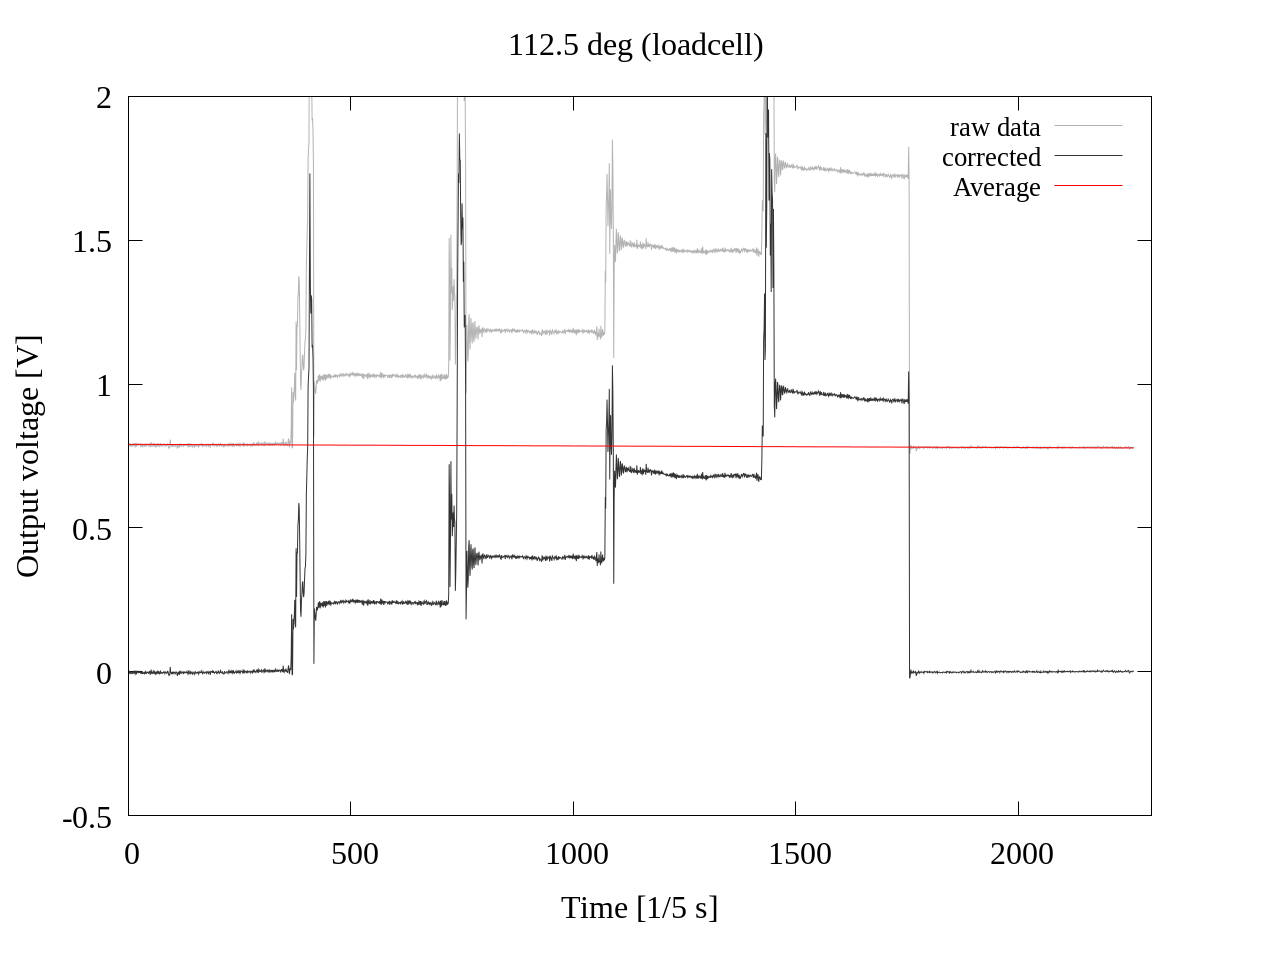 112.5 deg (loadcell)
2
1.5
1
0.5
0
-0.5
Output voltage [V]
raw data
corrected
Average
0 500 1000 1500 2000
Time [1/5 s]